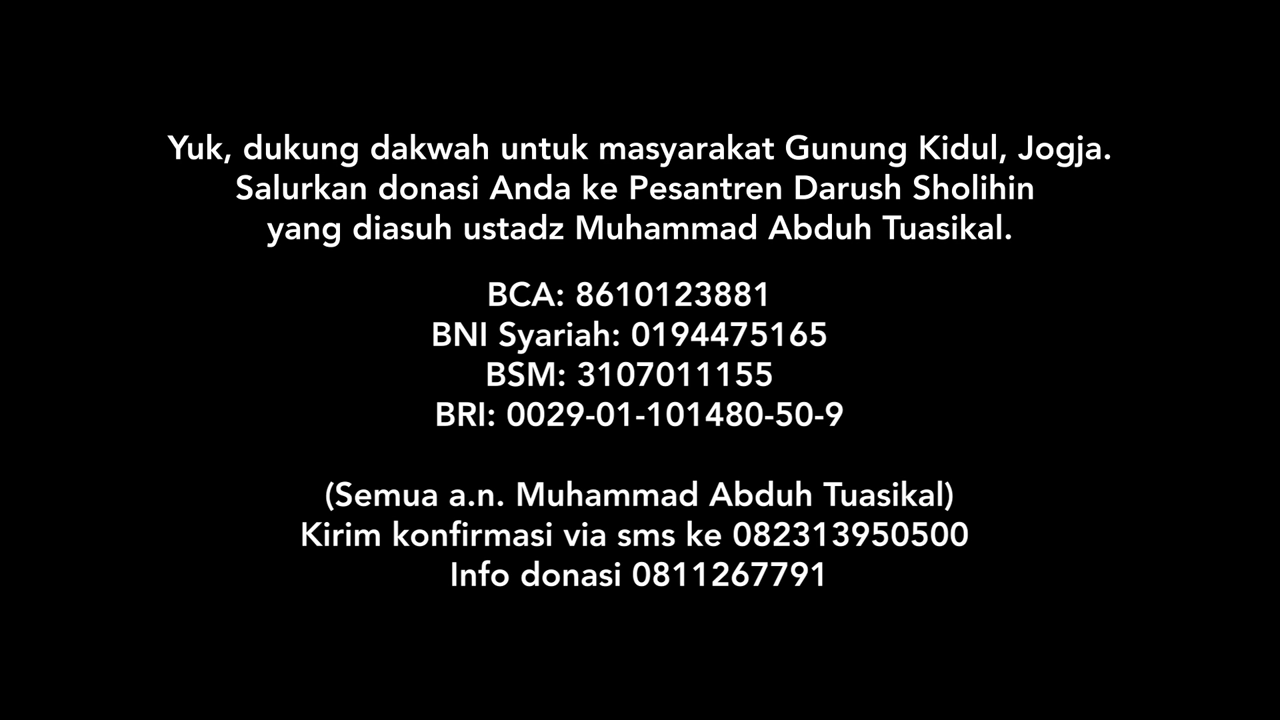 Yuk, dukung dakwah untuk masyarakat Gunung Kidul, Jogja.
Salurkan donasi Anda ke Pesantren Darush Sholihin
yang diasuh ustadz Muhammad Abduh Tuasikal.
BCA: 8610123881
BNI Syariah: 0194475165
BSM: 3107011155
BRI: 0029-01-101480-50-9
(Semua a.n. Muhammad Abduh Tuasikal)
Kirim konfirmasi via sms ke 082313950500
Info donasi 0811267791